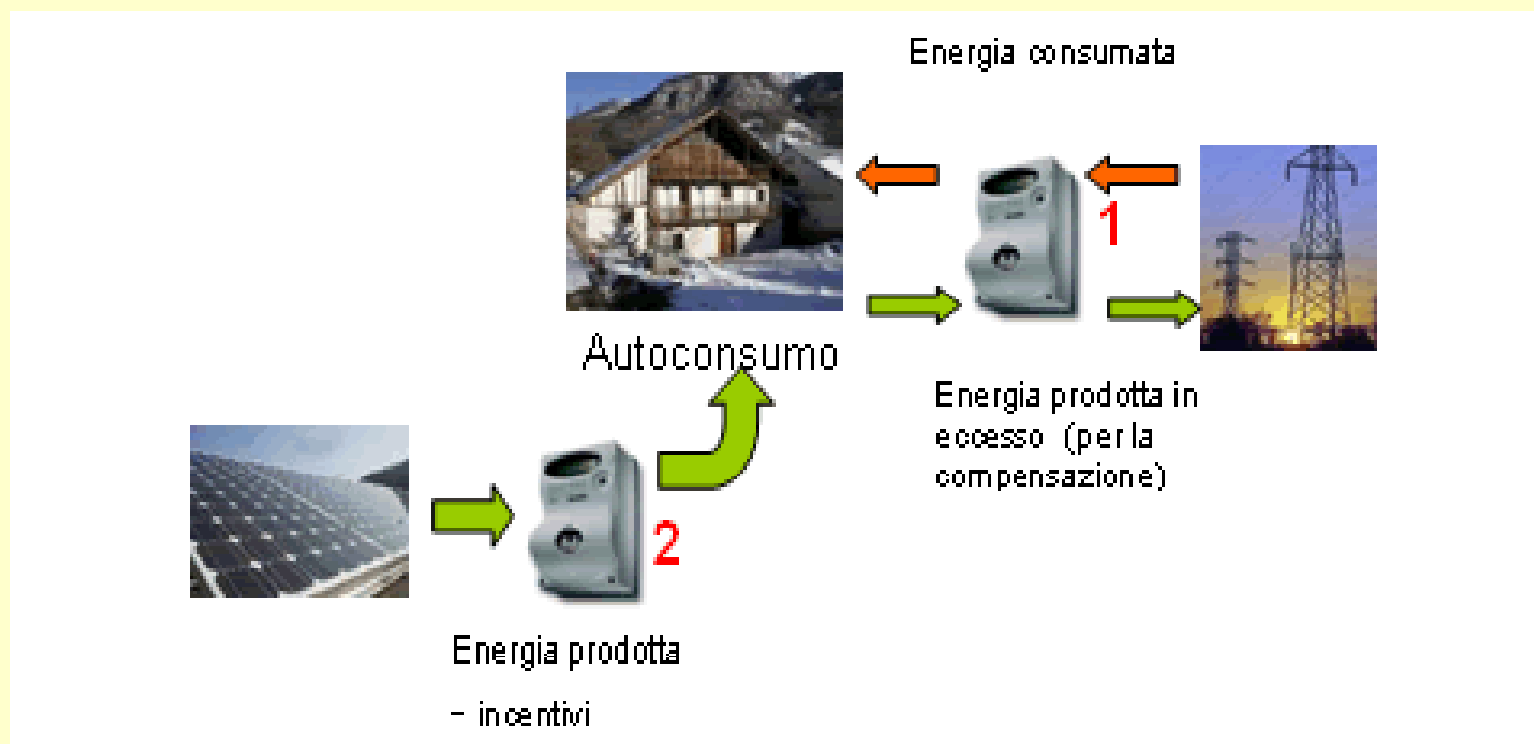 Energia consumata
1
Autoconsumo
Energia prodotta in
eccesso (per la
compensazione)
2
Energia prodotta
- incentivi